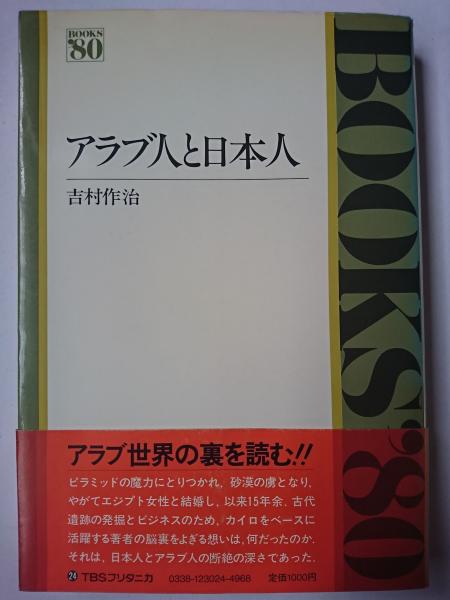 BOOKS
'80
アラブ人と日本人
吉村作治
BOOKS'80
アラブ世界の裏を読む!!
ピラミッドの魔力にとりつかれ、砂漠の虜となり、
やがてエジプト女性と結婚し、以来15年余、古代
遺跡の発掘とビジネスのため、カイロをベースに
活躍する著者の脳裏をよぎる想いは、何だったのか.
それは、日本人とアラブ人の断絶の深さであった.
24 TBSブリタニカ 0338-123024-4968 定価1000円